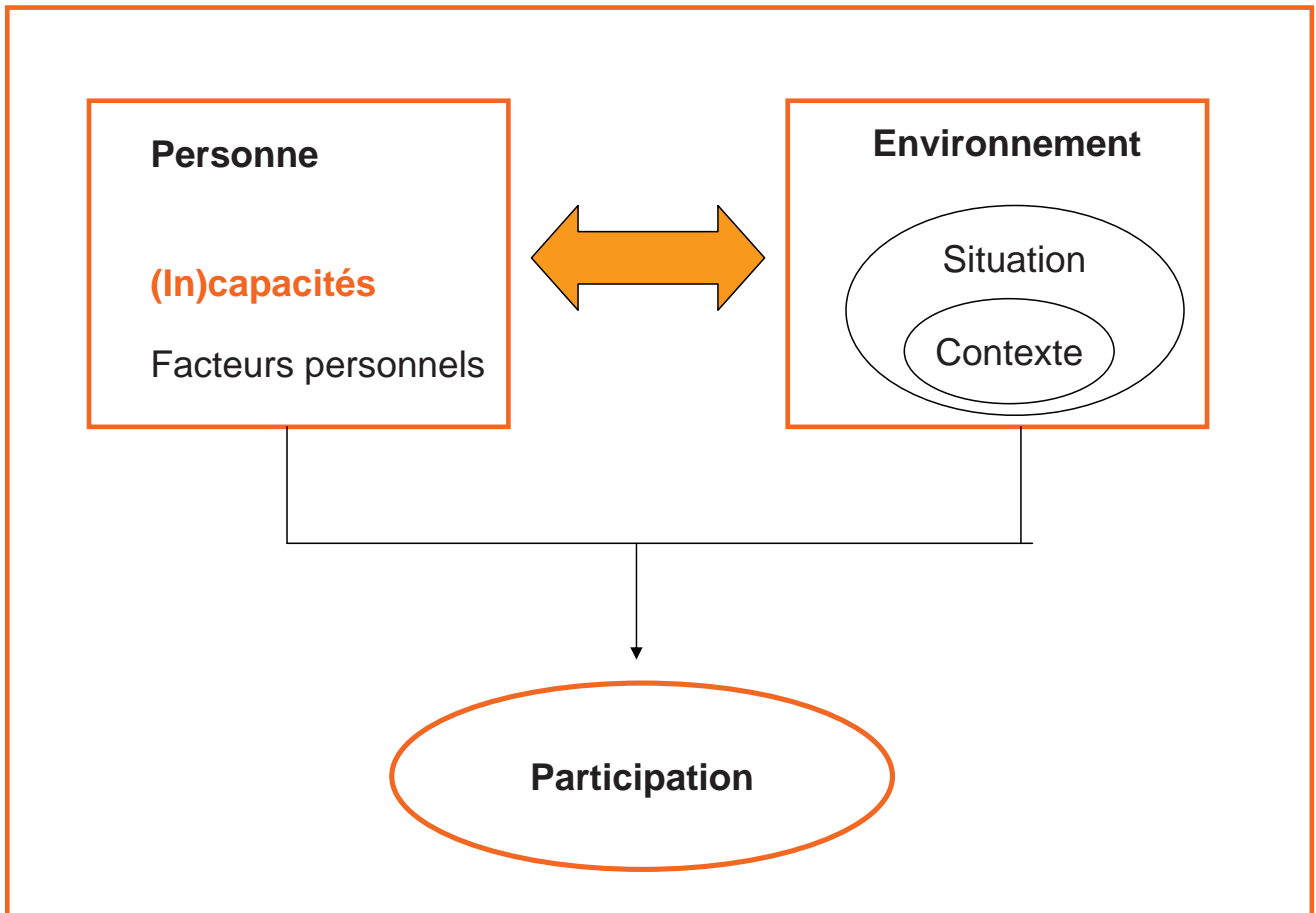 Personne
(In)capacités
Facteurs personnels
Environnement
Situation
Contexte
Participation